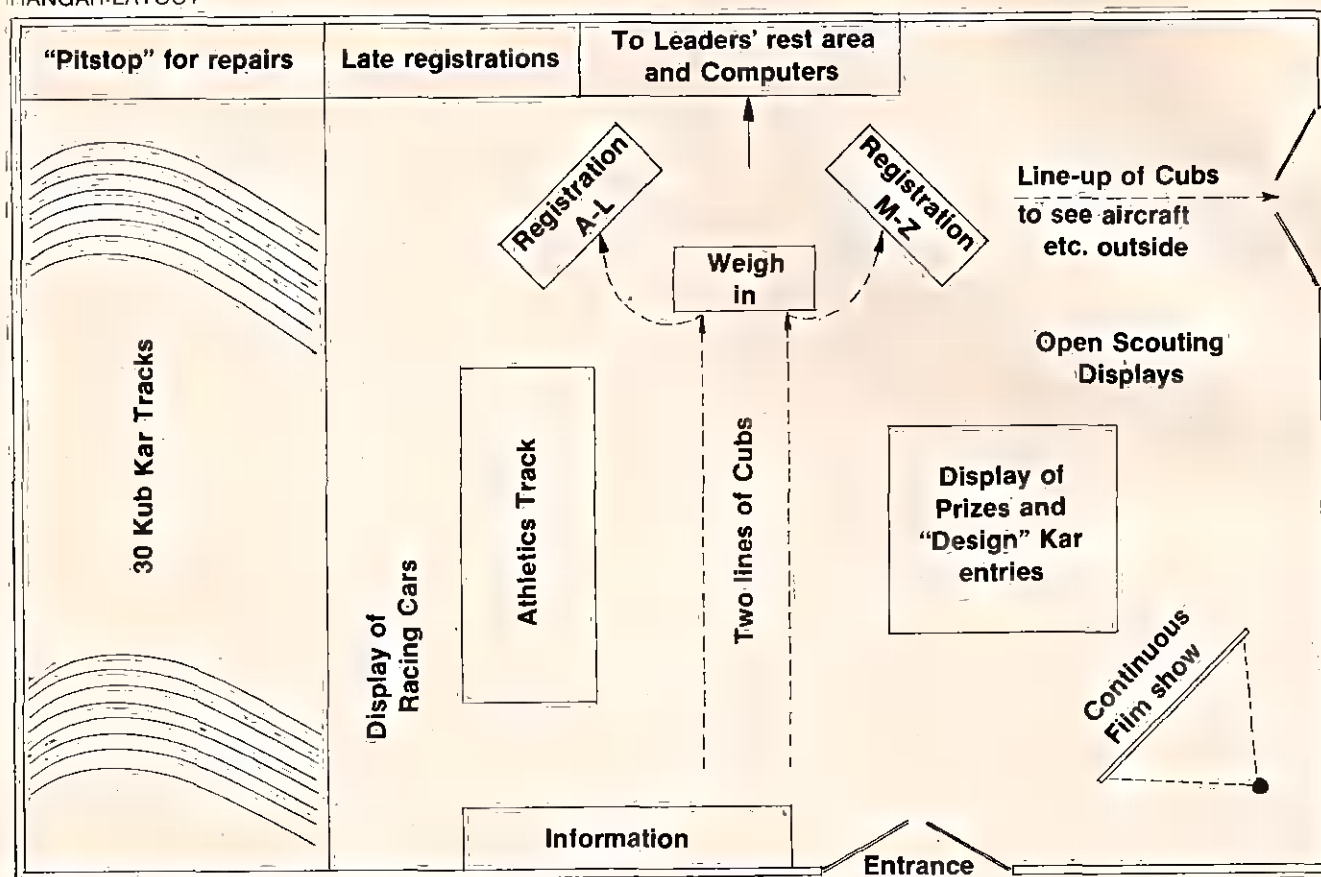 HANGAR LAYOUT
“Pitstop” for repairs
Late registrations
To Leaders’ rest area
and Computers
Registration
A-L
Registration
M-Z
Weigh
in
Line-up of Cubs
to see aircraft
etc. outside
Open Scouting
Displays
30 Kub Kar Tracks
Display of
Racing Cars
Athletics Track
Two lines of Cubs
Display of
Prizes and
“Design” Kar
entries
Continuous
Film show
Information
Entrance